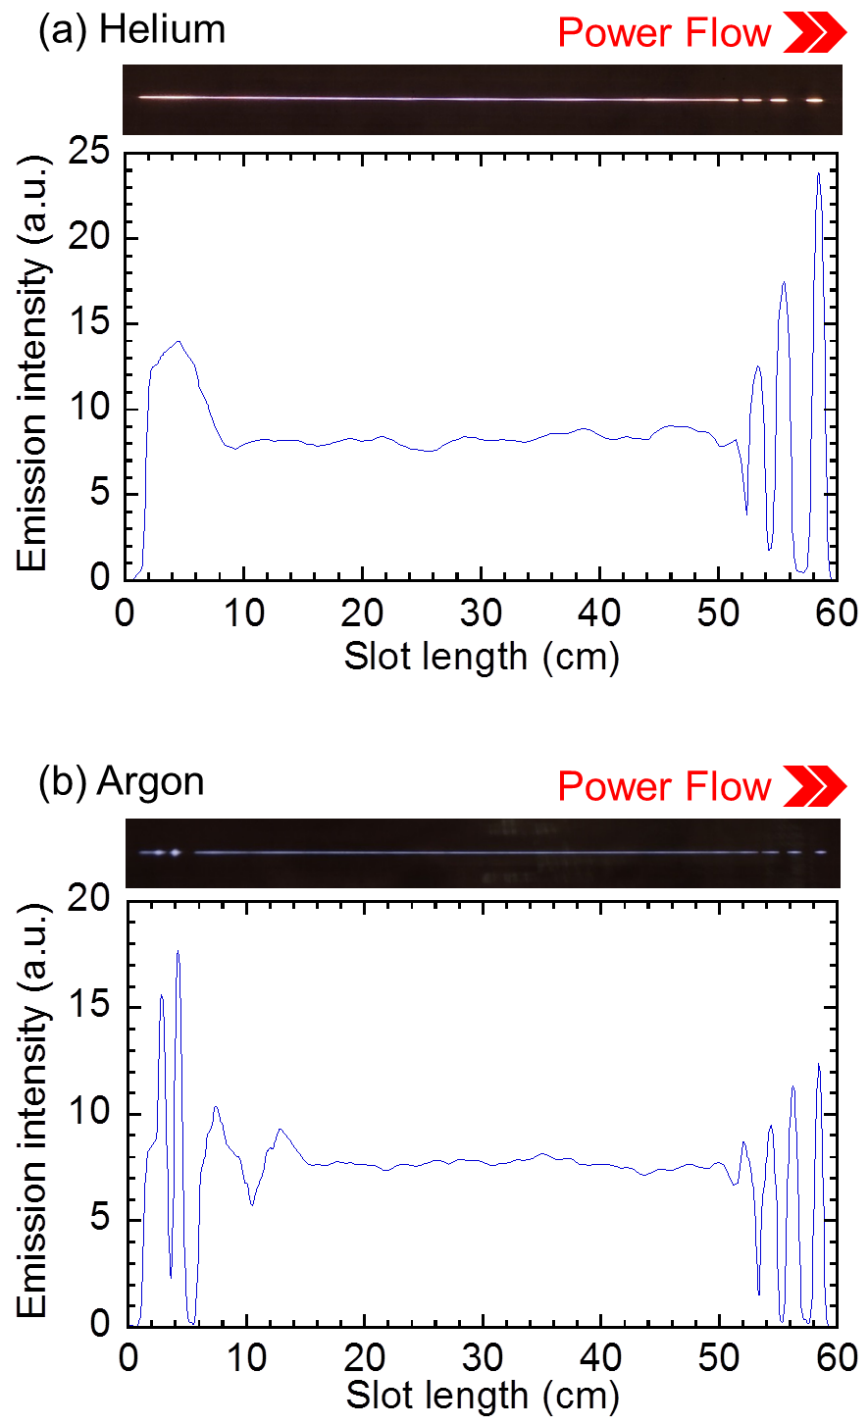 (a) Helium
Power Flow
25
20
15
10
5
0
Emission intensity (a.u.)
0 10 20 30 40 50 60
Slot length (cm)
(b) Argon
Power Flow
20
15
10
5
0
Emission intensity (a.u.)
0 10 20 30 40 50 60
Slot length (cm)